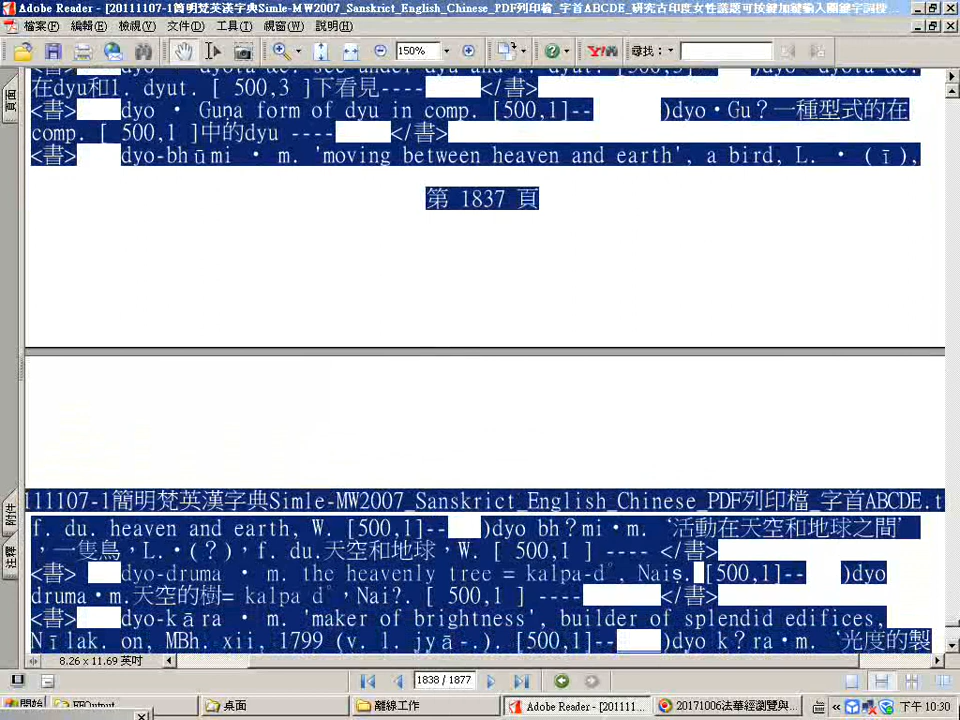 Adobe Reader - [20111107-1簡明梵英漢字典Simle-MW2007_Sanskrict_English_Chinese_PDF列印檔_字首ABCDE_研究古印度女性議題可按鍵加鍵輸入關鍵字詞搜
檔案(F) 編輯(E) 檢視(V) 文件(D) 工具(T) 視窗(W) 說明(H)
150% 尋找:
頁面
在dyu和1. dyut. [ 500,3 ]下看見---- </書>
<書> dyo • Guṇa form of dyu in comp. [500,1]-- )dyo•Gu？一種型式的在
comp. [ 500,1 ]中的dyu ---- </書>
<書> dyo-bhūmi • m. 'moving between heaven and earth', a bird, L. • (ī),
第 1837 頁
111107-1簡明梵英漢字典Simle-MW2007_Sanskrict_English_Chinese_PDF列印檔_字首ABCDE.t
f. du. heaven and earth, W. [500,1]-- )dyo bh？mi•m. ‘活動在天空和地球之間’
，一隻鳥，L.•(？)，f. du.天空和地球，W. [ 500,1 ] ---- </書>
<書> dyo-druma • m. the heavenly tree = kalpa-d°, Naiṣ. [500,1]-- )dyo
druma•m.天空的樹= kalpa d°，Nai?. [ 500,1 ] ---- </書>
<書> dyo-kāra • m. 'maker of brightness', builder of splendid edifices,
Nīlak. on, MBh. xii, 1799 (v. l. jyā-.). [500,1]-- )dyo k？ra•m. ‘光度的製
附件
注釋
8.26 x 11.69 英吋
1838 / 1877
開始 FFOutput 桌面 離線工作 Adobe Reader - [201111... 20171006法華經瀏覽與... 下午 10:30